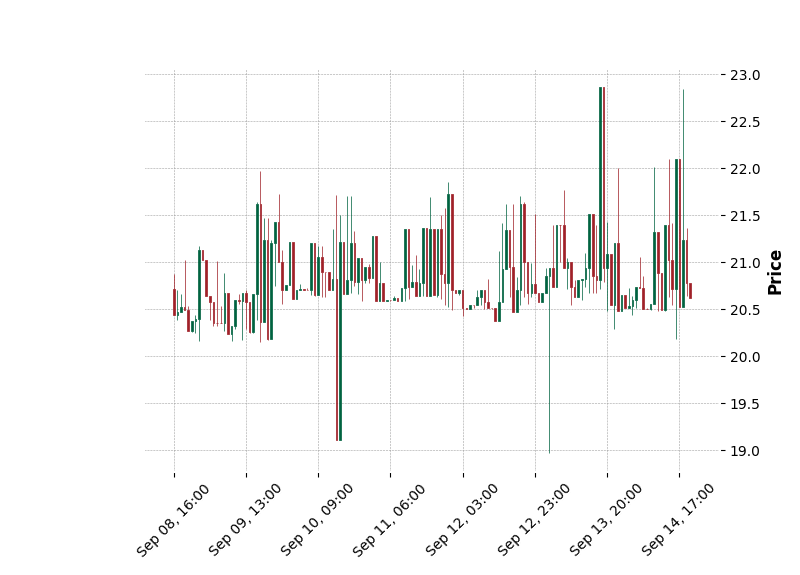 23.0
22.5
22.0
21.5
21.0
20.5
20.0
19.5
19.0
Price
Sep 08, 16:00
Sep 09, 13:00
Sep 10, 09:00
Sep 11, 06:00
Sep 12, 03:00
Sep 12, 23:00
Sep 13, 20:00
Sep 14, 17:00